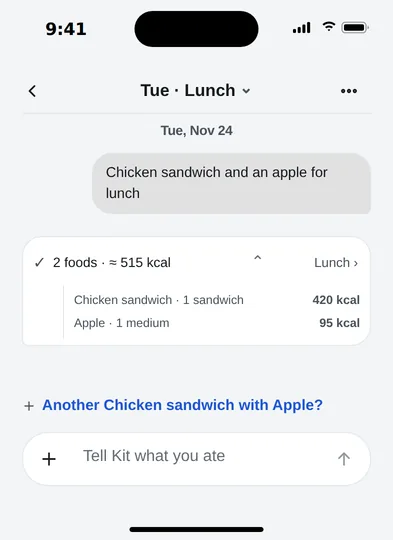 9:41
Tue · Lunch
Tue, Nov 24
Chicken sandwich and an apple for
lunch
✓ 2 foods · ≈ 515 kcal Lunch ›
Chicken sandwich · 1 sandwich 420 kcal
Apple · 1 medium 95 kcal
+ Another Chicken sandwich with Apple?
Tell Kit what you ate